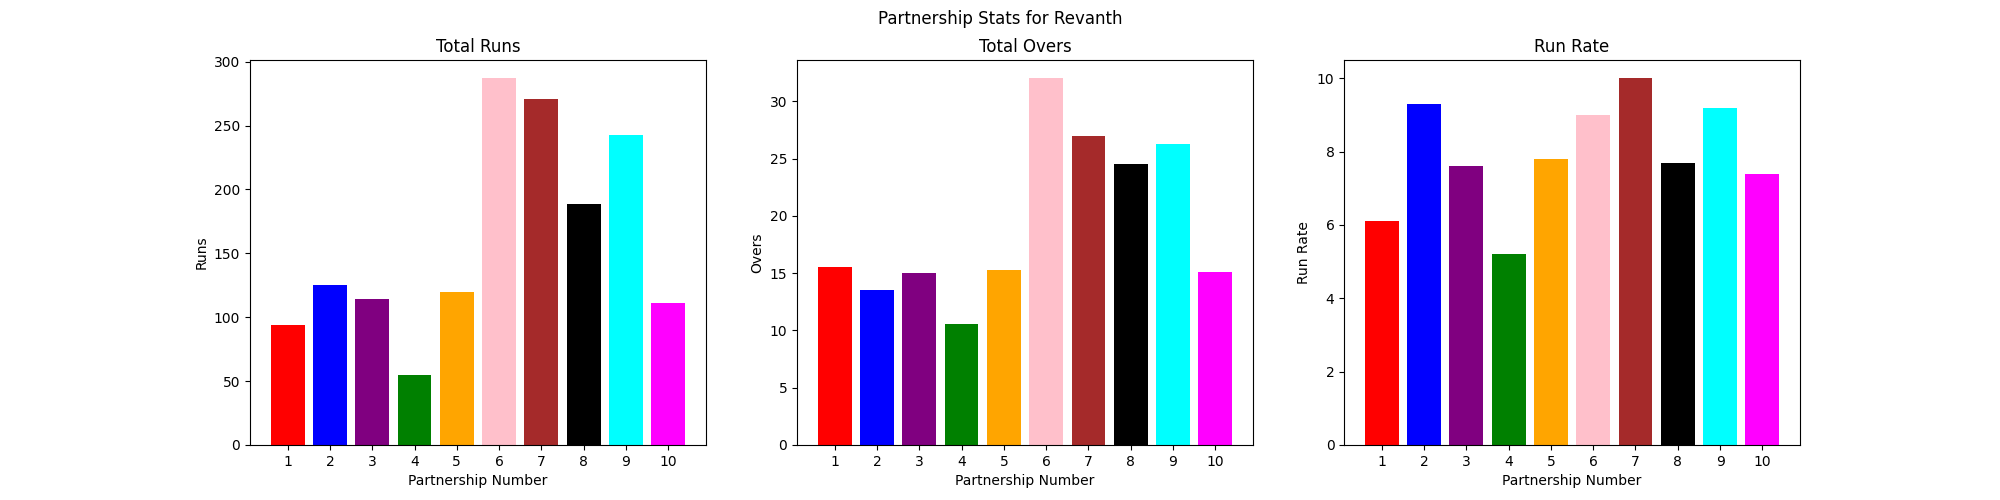 Partnership Stats for Revanth
Total Runs
300
250
200
150
100
50
0
Runs
1 2 3 4 5 6 7 8 9 10
Partnership Number
Total Overs
30
25
20
15
10
5
0
Overs
1 2 3 4 5 6 7 8 9 10
Partnership Number
Run Rate
10
8
6
4
2
0
Run Rate
1 2 3 4 5 6 7 8 9 10
Partnership Number